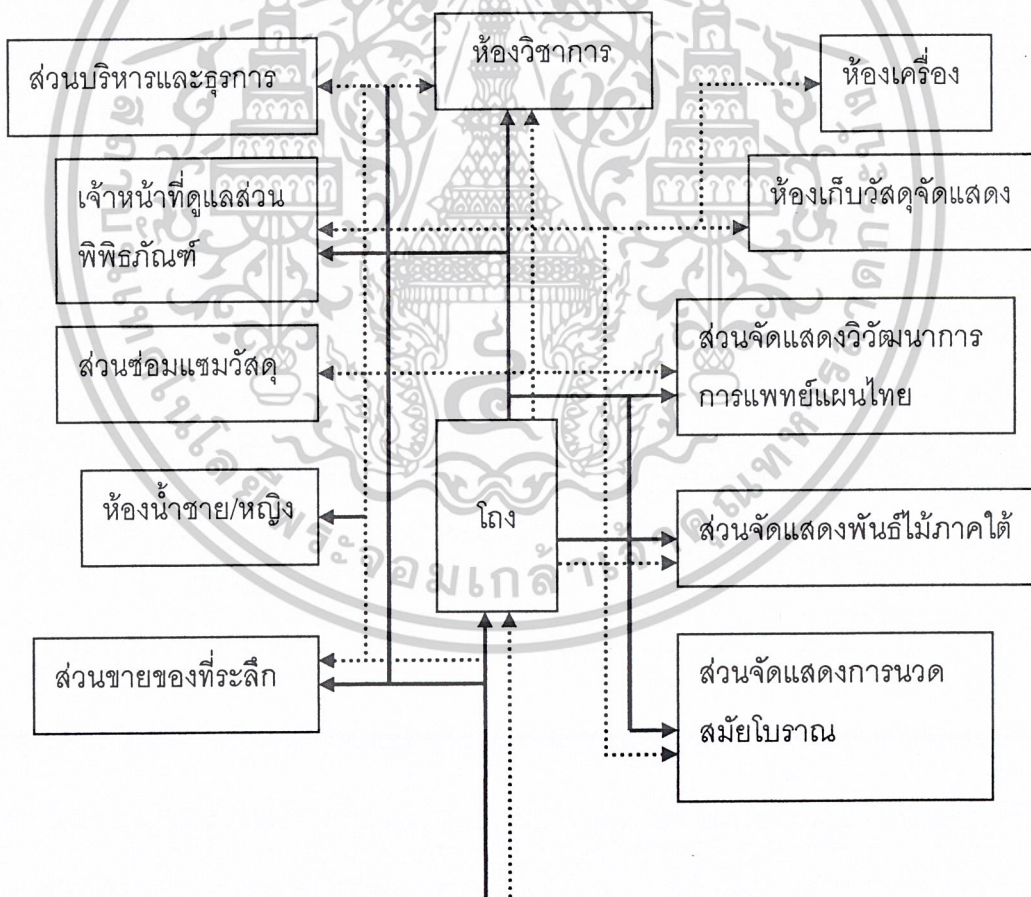 ห้องวิชาการ
ส่วนบริหารและธุรการ
ห้องเครื่อง
เจ้าหน้าที่ดูแลส่วน
พิพิธภัณฑ์
ห้องเก็บวัสดุจัดแสดง
ส่วนซ่อมแซมวัสดุ
ส่วนจัดแสดงวิวัฒนาการ
การแพทย์แผนไทย
ห้องน้ำชาย/หญิง
โถง
ส่วนจัดแสดงพันธ์ไม้ภาคใต้
ส่วนขายของที่ระลึก
ส่วนจัดแสดงการนวด
สมัยโบราณ